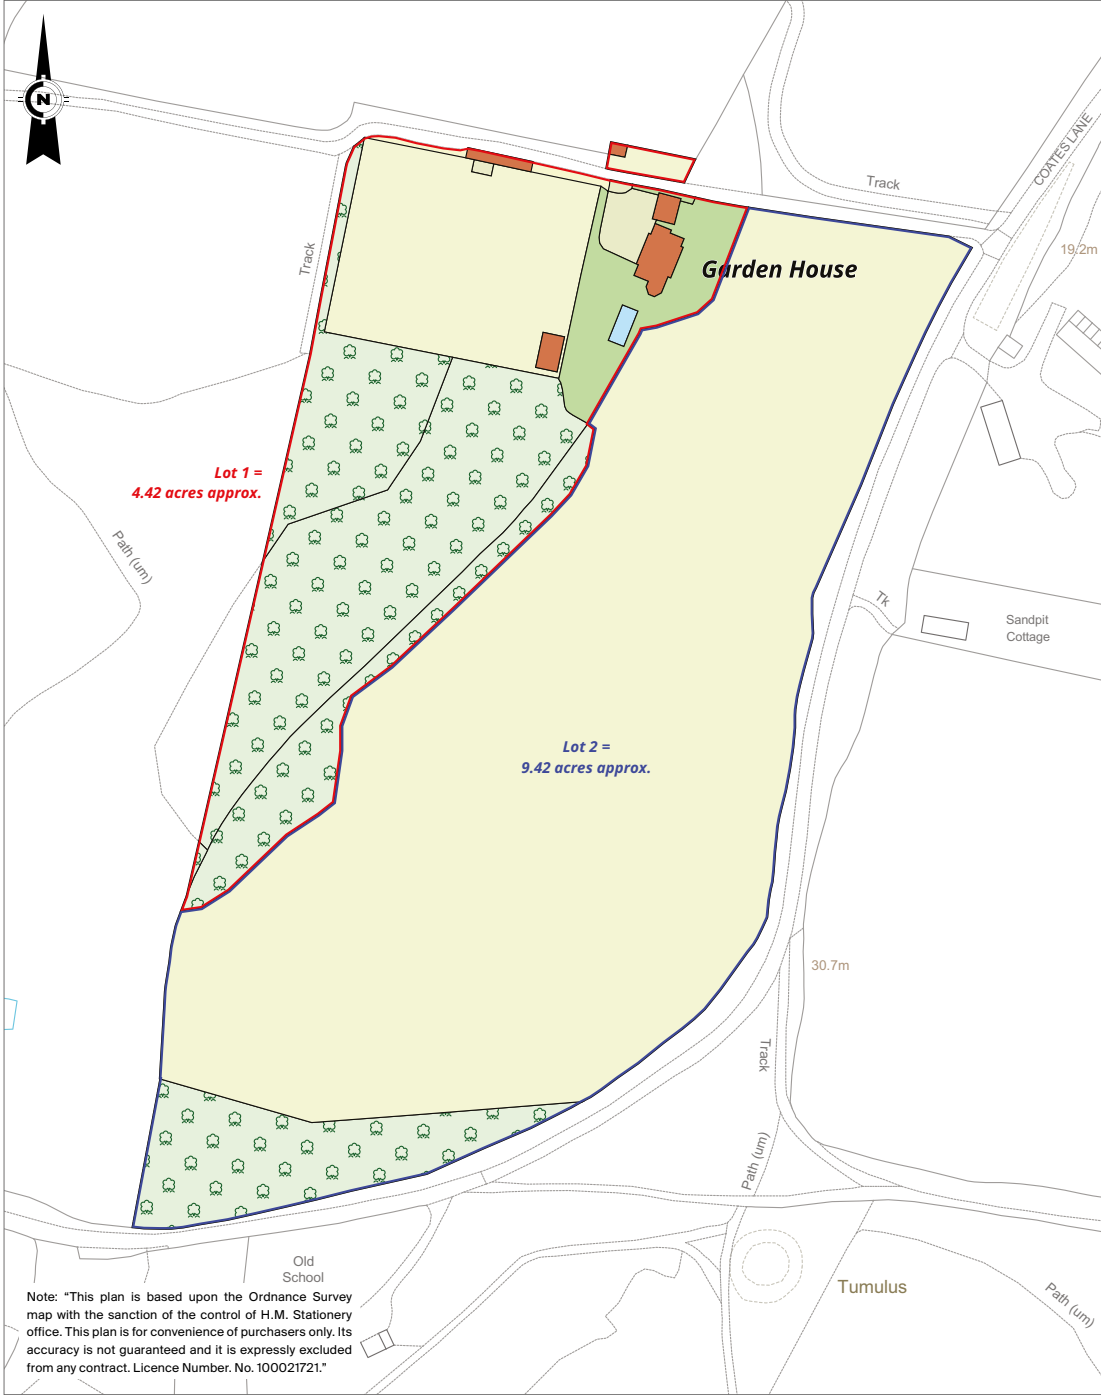 N
COATES LANE
Track
19.2m
Track
Garden House
Lot 1 =
4.42 acres approx.
Path (um)
Tk
Sandpit
Cottage
Lot 2 =
9.42 acres approx.
30.7m
Track
Path (um)
Old
School
Tumulus
Path (um)
Note: “This plan is based upon the Ordnance Survey
map with the sanction of the control of H.M. Stationery
office. This plan is for convenience of purchasers only. Its
accuracy is not guaranteed and it is expressly excluded
from any contract. Licence Number. No. 100021721.”